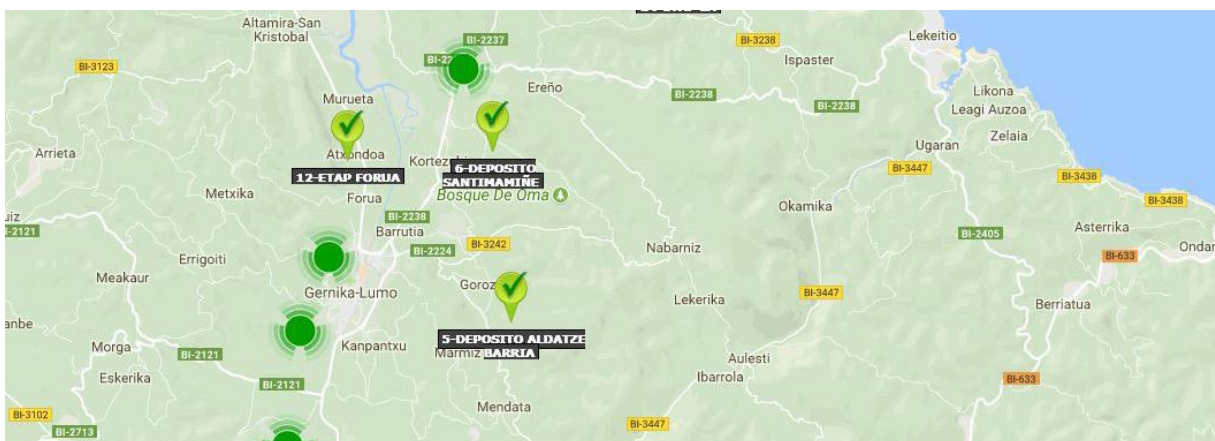 Altamira-San
Kristobal
BI-2237
BI-3238
Lekeitio
Ispaster
BI-3123
Ereño
BI-2238
BI-2238
Likona
Leagi Auzoa
Murueta
Zelaia
Arrieta
Atxondoa
Ugaran
12-ETAP FORUA
6-DEPOSITO
SANTIMAMIÑE
BI-3447
BI-3438
BI-3438
Metxika
Forua
Bosque De Oma
Okamika
BI-2238
BI-2121
Barrutia
BI-2224
BI-3242
Nabarniz
BI-2405
Asterrika
Errigoiti
BI-633
Meakaur
Gernika-Lumo
Lekerika
BI-3447
Berriatua
5-DEPOSITO ALDATZE
BARRIA
Morga
BI-2121
Kanpantxu
Aulesti
Eskerika
BI-2121
Ibarrola
BI-633
Mendata
BI-3102
BI-2713
BI-3447